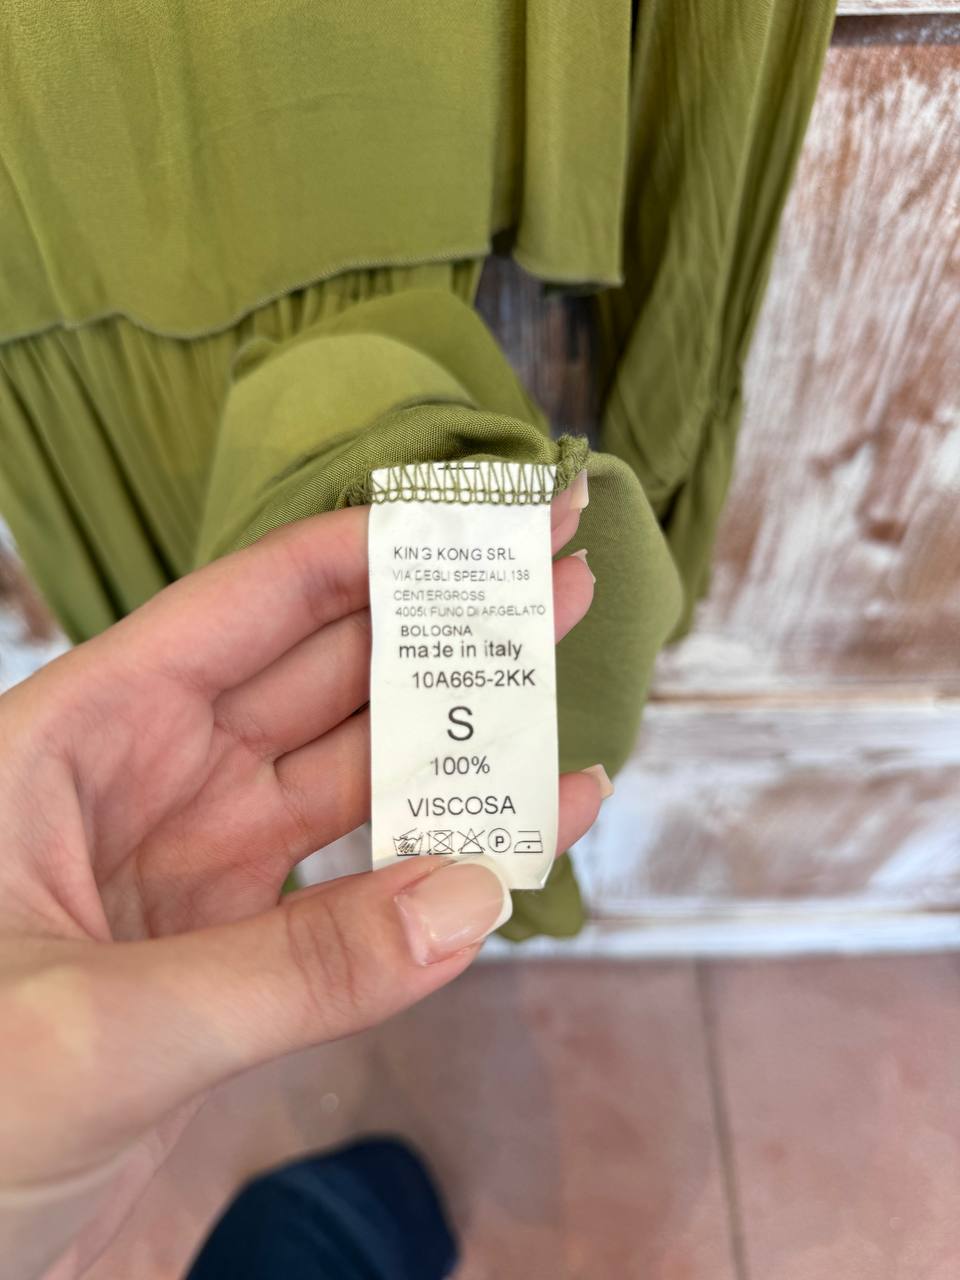 KING KONG SRL
VIA DEGLI SPEZIALI,138
CENTERGROSS
40050 FUNO DI ARGELATO
BOLOGNA
made in italy
10A665-2KK
S
100%
VISCOSA
P